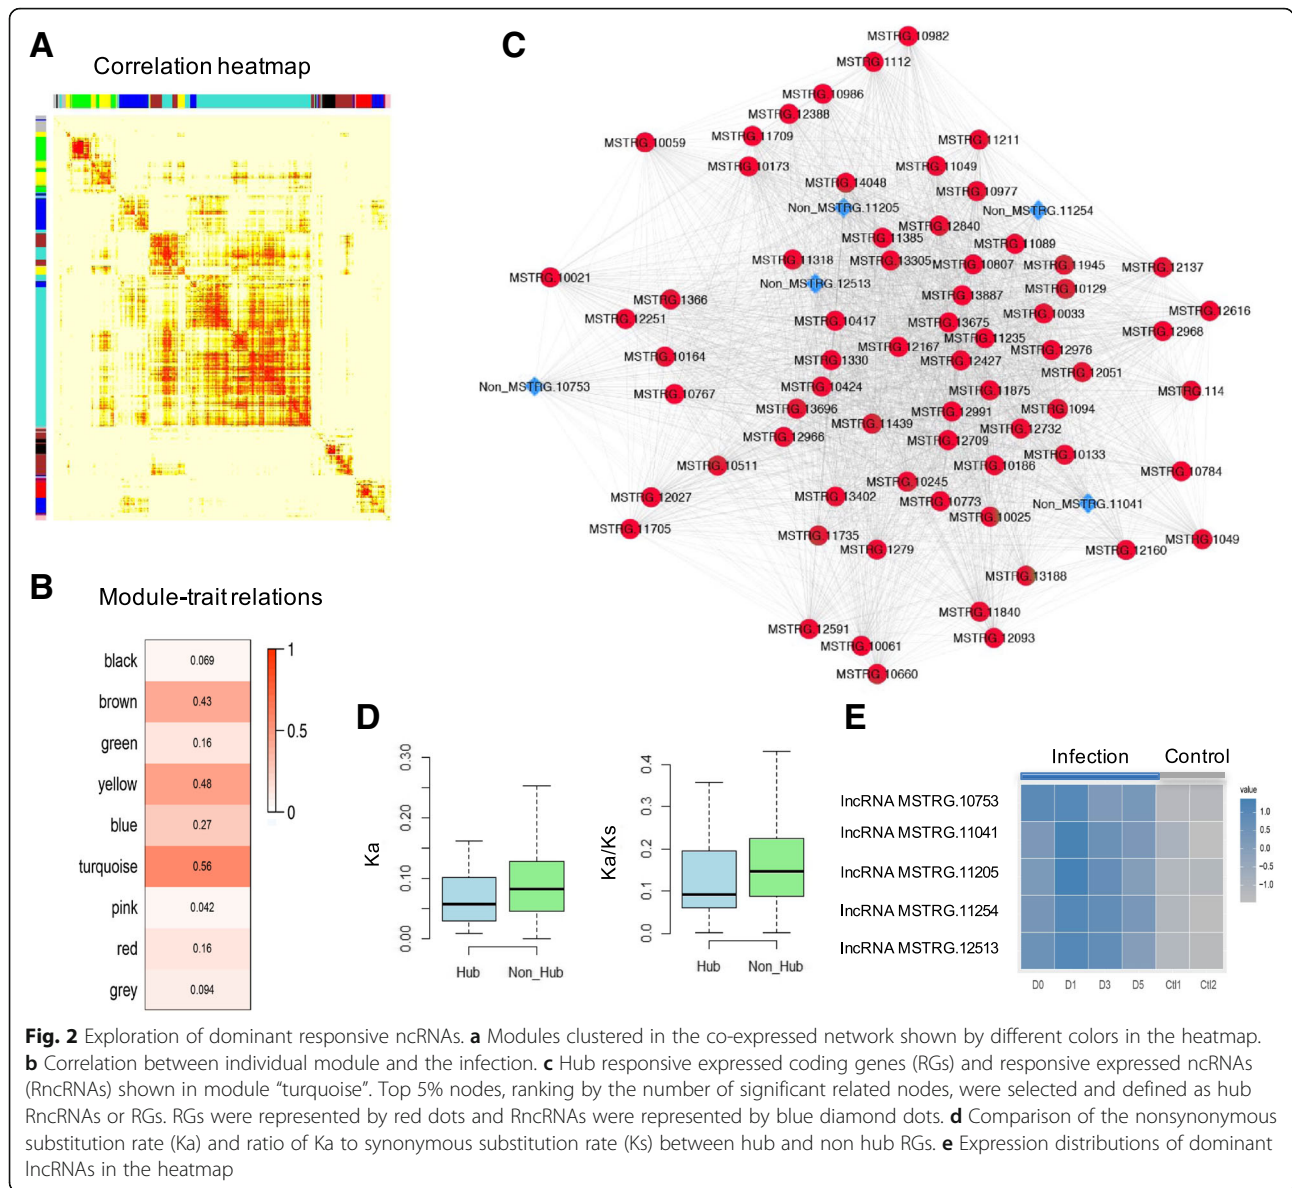 A
Correlation heatmap
B
Module-trait relations
black
0.069
brown
0.43
green
0.16
yellow
0.48
blue
0.27
turquoise
0.56
pink
0.042
red
0.16
grey
0.094
1
0.5
0
C
MSTRG.10982
MSTRG.1112
MSTRG.10986
MSTRG.12388
MSTRG.11709
MSTRG.10059
MSTRG.10173
MSTRG.11211
MSTRG.11049
MSTRG.14048
MSTRG.10977
Non_MSTRG.11205
Non_MSTRG.11254
MSTRG.12840
MSTRG.11385
MSTRG.11089
MSTRG.11318
MSTRG.13305
MSTRG.10807
MSTRG.11945
MSTRG.12137
MSTRG.10021
Non_MSTRG.12513
MSTRG.10129
MSTRG.1366
MSTRG.13887
MSTRG.12251
MSTRG.10417
MSTRG.13675
MSTRG.10033
MSTRG.12616
MSTRG.11235
MSTRG.12968
MSTRG.10164
MSTRG.1330
MSTRG.12167
MSTRG.12427
MSTRG.12976
MSTRG.12051
Non_MSTRG.10753
MSTRG.10767
MSTRG.10424
MSTRG.11875
MSTRG.114
MSTRG.13696
MSTRG.12991
MSTRG.1094
MSTRG.11439
MSTRG.12732
MSTRG.12966
MSTRG.12709
MSTRG.10133
MSTRG.10511
MSTRG.10186
MSTRG.10784
MSTRG.10245
MSTRG.12027
MSTRG.13402
MSTRG.10773
Non_MSTRG.11041
MSTRG.10025
MSTRG.11705
MSTRG.11735
MSTRG.1279
MSTRG.12160
MSTRG.1049
MSTRG.13188
MSTRG.11840
MSTRG.12591
MSTRG.12093
MSTRG.10061
MSTRG.10660
D
Ka
0.30
0.20
0.10
0.00
Hub
Non_Hub
Ka/Ks
0.4
0.3
0.2
0.1
0.0
Hub
Non_Hub
E
Infection
Control
lncRNA MSTRG.10753
lncRNA MSTRG.11041
lncRNA MSTRG.11205
lncRNA MSTRG.11254
lncRNA MSTRG.12513
D0 D1 D3 D5 Ctl1 Ctl2
value
1.0
0.5
0.0
−0.5
−1.0
Fig. 2 Exploration of dominant responsive ncRNAs. a Modules clustered in the co-expressed network shown by different colors in the heatmap.
b Correlation between individual module and the infection. c Hub responsive expressed coding genes (RGs) and responsive expressed ncRNAs
(RncRNAs) shown in module “turquoise”. Top 5% nodes, ranking by the number of significant related nodes, were selected and defined as hub
RncRNAs or RGs. RGs were represented by red dots and RncRNAs were represented by blue diamond dots. d Comparison of the nonsynonymous
substitution rate (Ka) and ratio of Ka to synonymous substitution rate (Ks) between hub and non hub RGs. e Expression distributions of dominant
lncRNAs in the heatmap